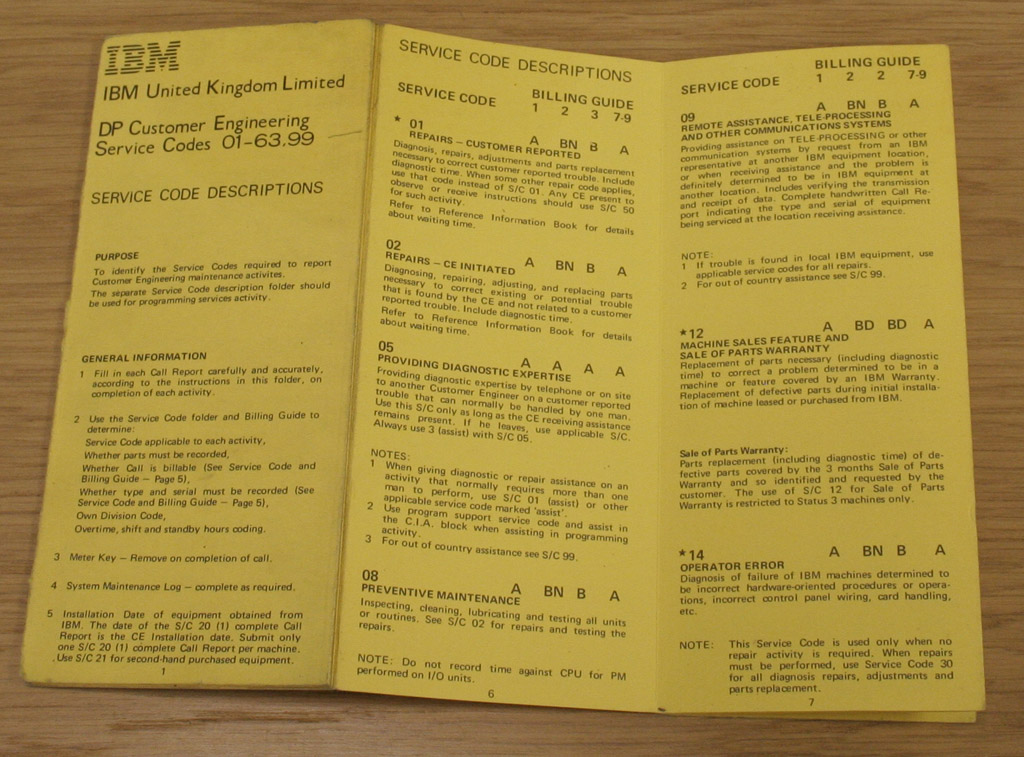 IBM
IBM United Kingdom Limited
DP Customer Engineering
Service Codes 01-63.99
SERVICE CODE DESCRIPTIONS
PURPOSE
To identify the Service Codes required to report
Customer Engineering maintenance activites.
The separate Service Code description folder should
be used for programming services activity.
GENERAL INFORMATION
1 Fill in each Call Report carefully and accurately,
according to the instructions in this folder, on
completion of each activity.
2 Use the Service Code folder and Billing Guide to
determine:
Service Code applicable to each activity,
Whether parts must be recorded,
Whether Call is billable (See Service Code and
Billing Guide – Page 5),
Whether type and serial must be recorded (See
Service Code and Billing Guide – Page 5),
Own Division Code,
Overtime, shift and standby hours coding.
3 Meter Key – Remove on completion of call.
4 System Maintenance Log – complete as required.
5 Installation Date of equipment obtained from
IBM. The date of the S/C 20 (1) complete Call
Report is the CE Installation date. Submit only
one S/C 20 (1) complete Call Report per machine.
Use S/C 21 for second-hand purchased equipment.
1
SERVICE CODE DESCRIPTIONS
SERVICE CODE BILLING GUIDE
1 2 3 7-9
* 01 A BN B A
REPAIRS – CUSTOMER REPORTED
Diagnosis, repairs, adjustments and parts replacement
necessary to correct customer reported trouble. Include
diagnostic time. When some other repair code applies,
use that code instead of S/C 01. Any CE present to
observe or receive instructions should use S/C 50
for such activity.
Refer to Reference Information Book for details
about waiting time.
02 A BN B A
REPAIRS – CE INITIATED
Diagnosing, repairing, adjusting, and replacing parts
necessary to correct existing or potential trouble
that is found by the CE and not related to a customer
reported trouble. Include diagnostic time.
Refer to Reference Information Book for details
about waiting time.
05 A A A A
PROVIDING DIAGNOSTIC EXPERTISE
Providing diagnostic expertise by telephone or on site
to another Customer Engineer on a customer reported
trouble that can normally be handled by one man.
Use this S/C only as long as the CE receiving assistance
remains present. If he leaves, use applicable S/C.
Always use 3 (assist) with S/C 05.
NOTES:
1 When giving diagnostic or repair assistance on an
activity that normally requires more than one
man to perform, use S/C 01 (assist) or other
applicable service code marked 'assist'.
2 Use program support service code and assist in
the C.I.A. block when assisting in programming
activity.
3 For out of country assistance see S/C 99.
08 A BN B A
PREVENTIVE MAINTENANCE
Inspecting, cleaning, lubricating and testing all units
or routines. See S/C 02 for repairs and testing the
repairs.
NOTE: Do not record time against CPU for PM
performed on I/O units.
6
SERVICE CODE BILLING GUIDE
1 2 2 7-9
09 A BN B A
REMOTE ASSISTANCE, TELE-PROCESSING
AND OTHER COMMUNICATIONS SYSTEMS
Providing assistance on TELE-PROCESSING or other
communication systems by request from an IBM
representative at another IBM equipment location,
or when receiving assistance and the problem is
definitely determined to be in IBM equipment at
another location. Includes verifying the transmission
and receipt of data. Complete handwritten Call Re-
port indicating the type and serial of equipment
being serviced at the location receiving assistance.
NOTE:
1 If trouble is found in local IBM equipment, use
applicable service codes for all repairs.
2 For out of country assistance see S/C 99.
*12 A BD BD A
MACHINE SALES FEATURE AND
SALE OF PARTS WARRANTY
Replacement of parts necessary (including diagnostic
time) to correct a problem determined to be in a
machine or feature covered by an IBM Warranty.
Replacement of defective parts during initial installa-
tion of machine leased or purchased from IBM.
Sale of Parts Warranty:
Parts replacement (including diagnostic time) of de-
fective parts covered by the 3 months Sale of Parts
Warranty and so identified and requested by the
customer. The use of S/C 12 for Sale of Parts
Warranty is restricted to Status 3 machines only.
*14 A BN B A
OPERATOR ERROR
Diagnosis of failure of IBM machines determined to
be incorrect hardware-oriented procedures or opera-
tions, incorrect control panel wiring, card handling,
etc.
NOTE: This Service Code is used only when no
repair activity is required. When repairs
must be performed, use Service Code 30
for all diagnosis repairs, adjustments and
parts replacement.
7